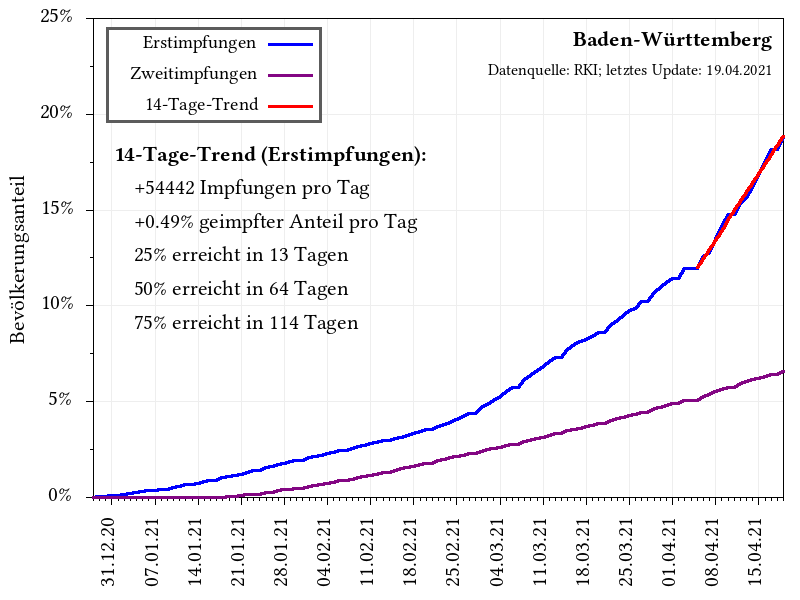 25%
20%
15%
10%
5%
0%
Bevölkerungsanteil
Erstimpfungen
Zweitimpfungen
14-Tage-Trend
Baden-Württemberg
Datenquelle: RKI; letztes Update: 19.04.2021
14-Tage-Trend (Erstimpfungen):
+54442 Impfungen pro Tag
+0.49% geimpfter Anteil pro Tag
25% erreicht in 13 Tagen
50% erreicht in 64 Tagen
75% erreicht in 114 Tagen
31.12.20
07.01.21
14.01.21
21.01.21
28.01.21
04.02.21
11.02.21
18.02.21
25.02.21
04.03.21
11.03.21
18.03.21
25.03.21
01.04.21
08.04.21
15.04.21